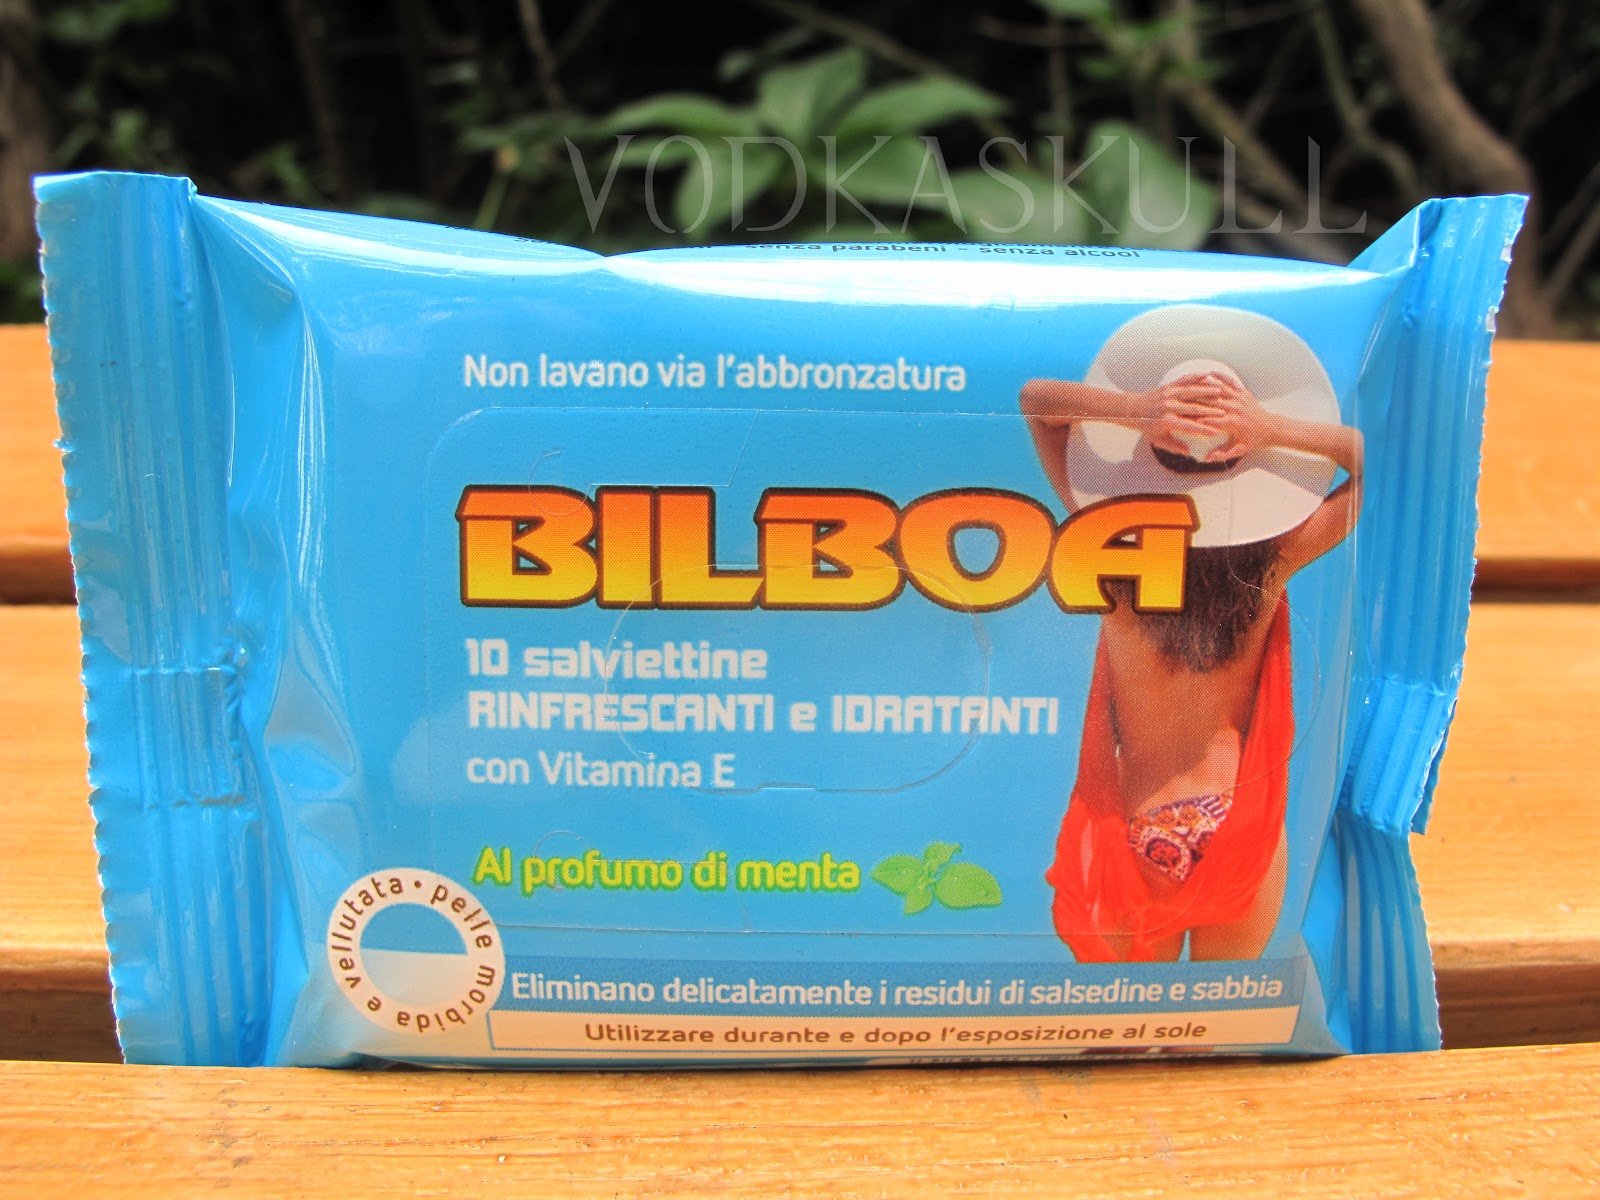 VODKASKULL
senza parabeni - senza alcool
Non lavano via l'abbronzatura
BILBOA
10 salviettine
RINFRESCANTI e IDRATANTI
con Vitamina E
Al profumo di menta
pelle morbida e vellutata •
Eliminano delicatamente i residui di salsedine e sabbia
Utilizzare durante e dopo l'esposizione al sole